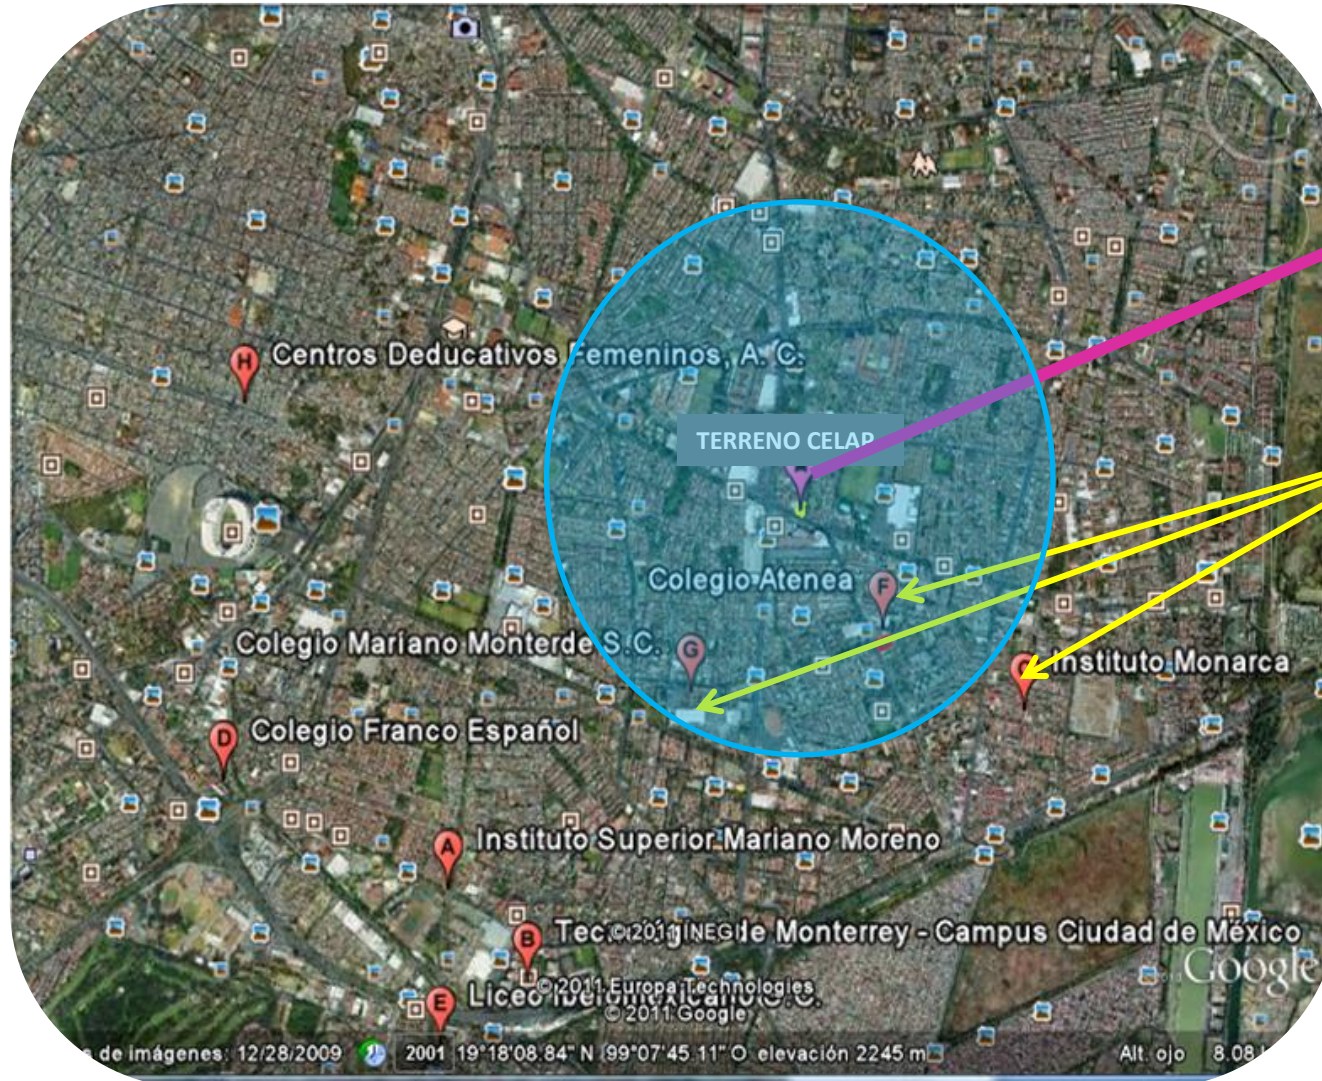 H
Centros Deducativos Femeninos, A. C.
TERRENO CELAP
Colegio Atenea
F
Colegio Mariano Monterde S.C.
G
Instituto Monarca
D
Colegio Franco Español
A
Instituto Superior Mariano Moreno
B
de Monterrey - Campus Ciudad de México
© 2011 INEGI
Google
© 2011 Europa Technologies
E
Liceo
© 2011 Google
s de imágenes: 12/28/2009
2001
19°18'08.84" N
99°07'45.11" O
elevación 2245 m
Alt. ojo
8.08